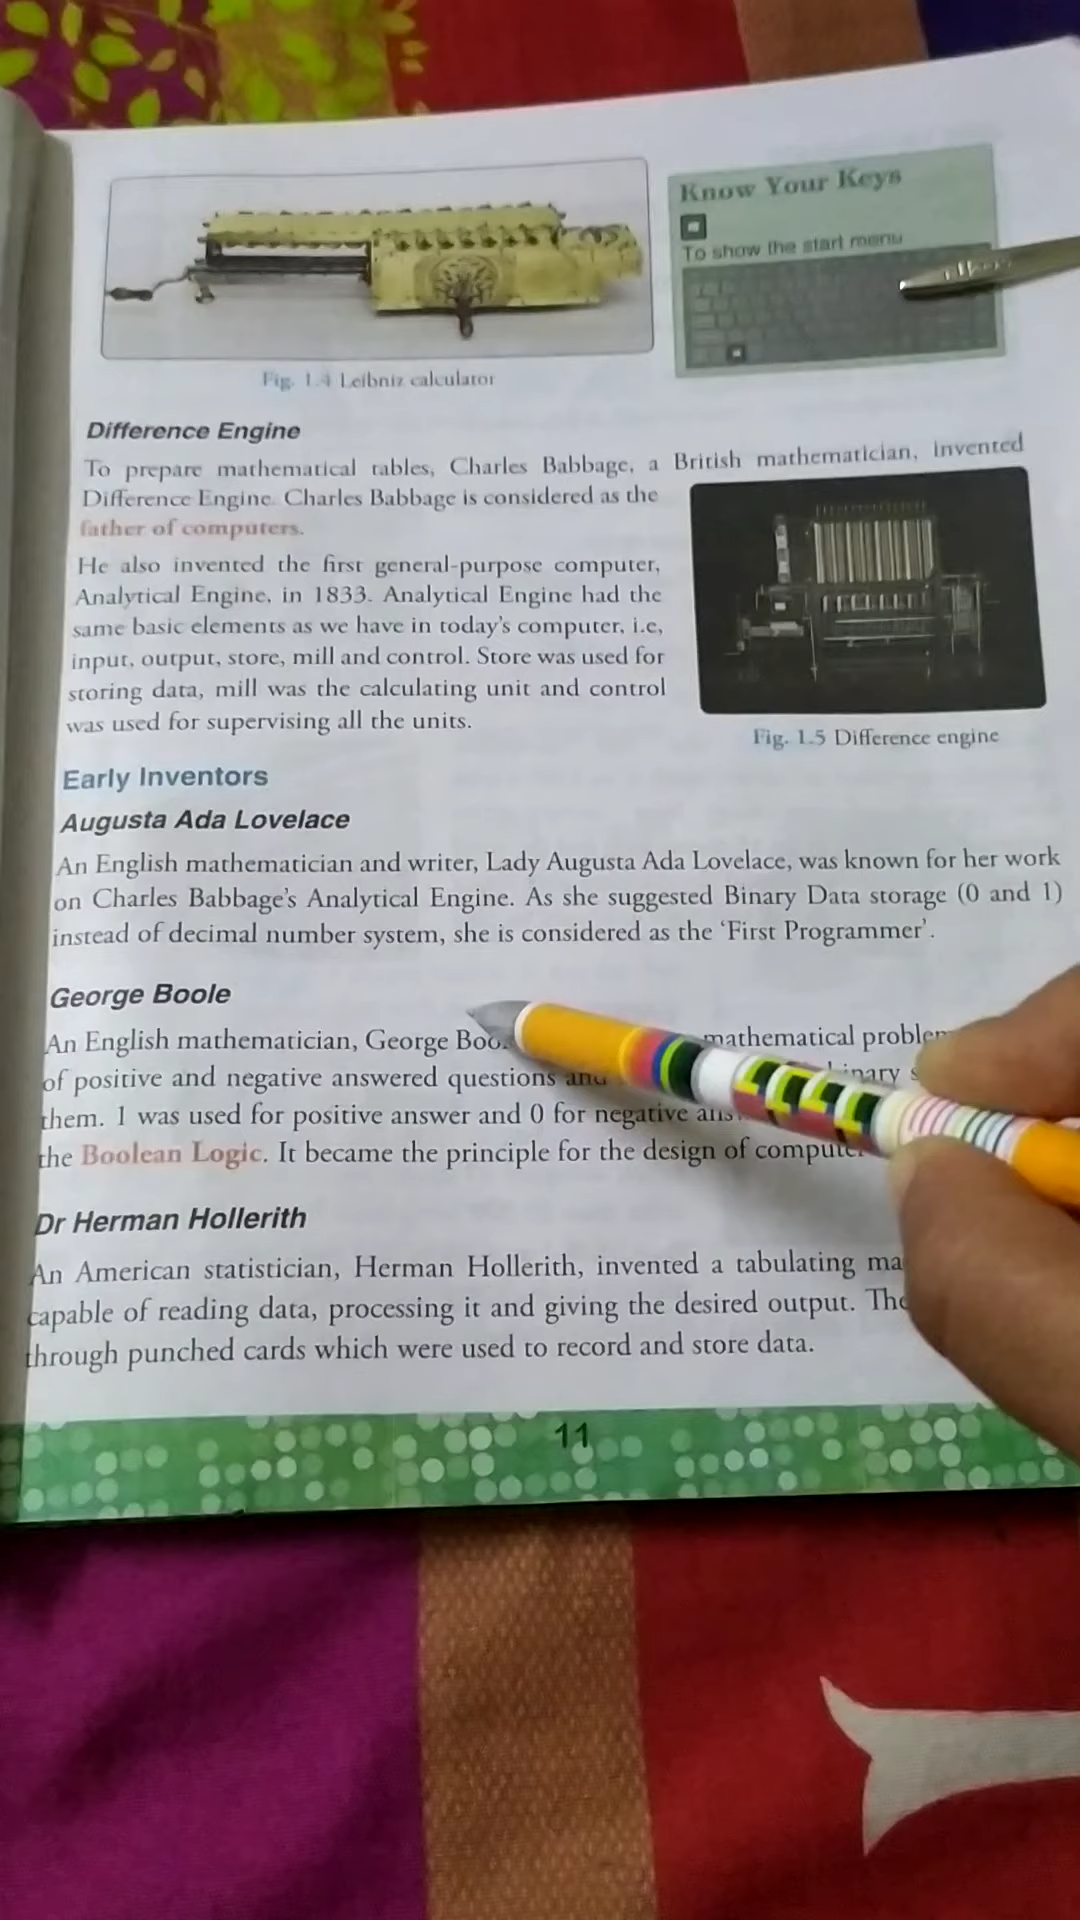 Know Your Keys
To show the start menu
Fig. 1.4 Leibniz calculator
Difference Engine
To prepare mathematical tables, Charles Babbage, a British mathematician, invented
Difference Engine. Charles Babbage is considered as the
father of computers.
He also invented the first general-purpose computer,
Analytical Engine, in 1833. Analytical Engine had the
same basic elements as we have in today's computer, i.e,
input, output, store, mill and control. Store was used for
storing data, mill was the calculating unit and control
was used for supervising all the units.
Fig. 1.5 Difference engine
Early Inventors
Augusta Ada Lovelace
An English mathematician and writer, Lady Augusta Ada Lovelace, was known for her work
on Charles Babbage's Analytical Engine. As she suggested Binary Data storage (0 and 1)
instead of decimal number system, she is considered as the 'First Programmer'.
George Boole
An English mathematician, George mathematical
of positive and negative answered questions and
them. 1 was used for positive answer and 0 for negative
the Boolean Logic. It became the principle for the design of
Dr Herman Hollerith
An American statistician, Herman Hollerith, invented a tabulating
capable of reading data, processing it and giving the desired output.
through punched cards which were used to record and store data.
11